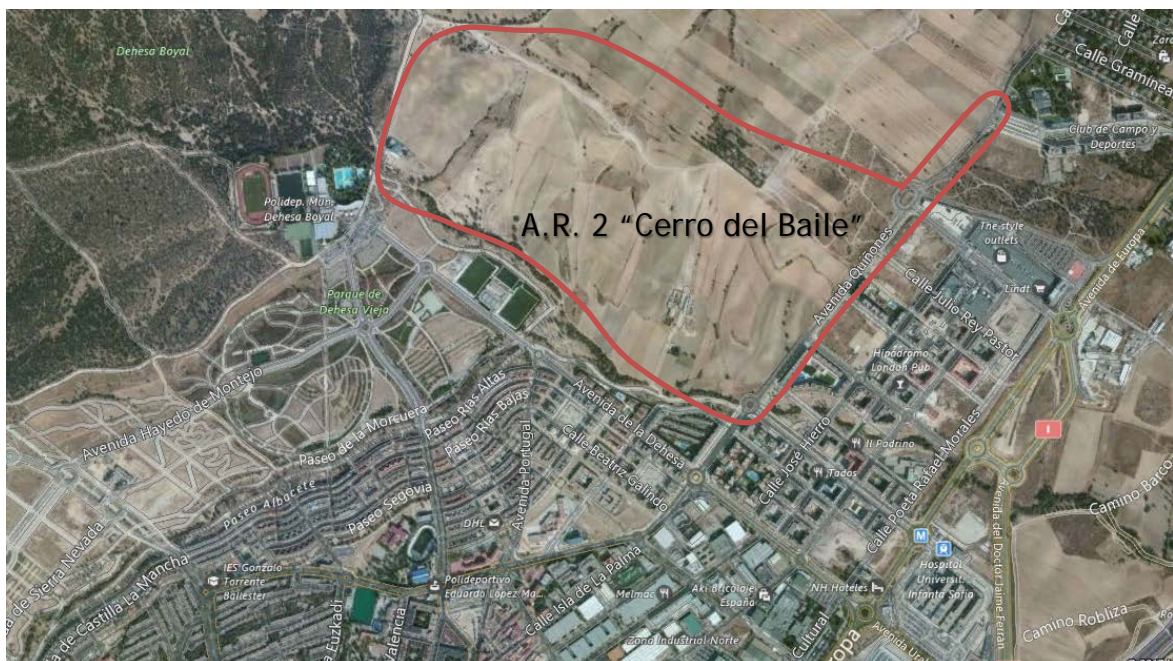 Dehesa Boyal
Calle Gramínea
Zara
Club de Campo y
Deportes
Polidep. Mun.
Dehesa Boyal
A.R. 2 “Cerro del Baile”
The style
outlets
Avenida de Europa
Avenida Quiñones
Lindt
Calle Julio Rey Pastor
Parque de
Dehesa Vieja
Hipódromo
London Pub
Avenida Hayedo de Montejo
Paseo de la Morcuera
Paseo Rías Altas
Paseo Rías Bajas
Avenida de la Dehesa
Calle José Hierro
Il Padrino
Tados
Calle Poeta Rafael Morales
Avenida Portugal
Calle Beatriz Galindo
Paseo Albacete
Paseo Segovia
DHL
Camino Barco
M
Avenida del Doctor Jaime Ferran
Sierra Nevada
de Castilla La Mancha
IES Gonzalo
Torrente
Ballester
Polideportivo
Eduardo López Ma...
Calle Isla de La Palma
Melmac
Aki Bricolaje
España
NH Hoteles
Hospital
Universit.
Infanta Sofía
Camino Robliza
Euzkadi
Valencia
Zona Industrial Norte
Cultural
Europa